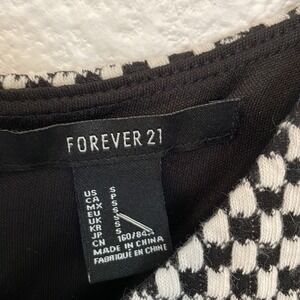 FOREVER 21
US S
CA P
MX S
EU S
UK S
KR S
JP S
CN 160/84A
MADE IN CHINA
FABRIQUÉ EN CHINE